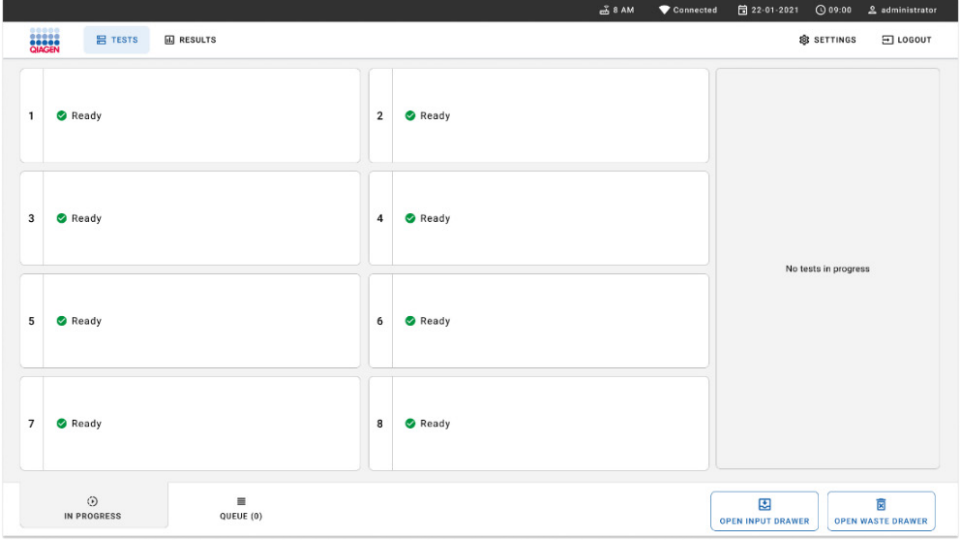 8 AM Connected 22-01-2021 09:00 administrator
QIAGEN TESTS RESULTS SETTINGS LOGOUT
1 Ready 2 Ready
3 Ready 4 Ready
No tests in progress
5 Ready 6 Ready
7 Ready 8 Ready
IN PROGRESS QUEUE (0) OPEN INPUT DRAWER OPEN WASTE DRAWER